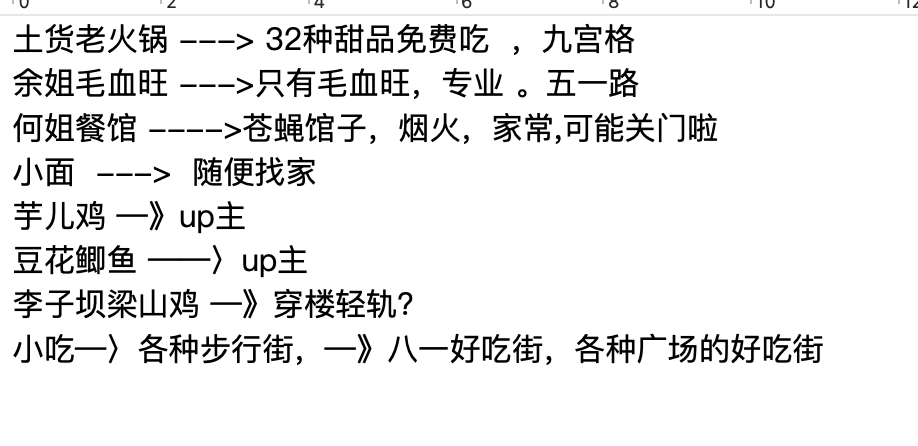 0 2 4 6 8 10 12
土货老火锅 ---> 32种甜品免费吃 ，九宫格
余姐毛血旺 --->只有毛血旺，专业 。五一路
何姐餐馆 ---->苍蝇馆子，烟火，家常,可能关门啦
小面 ---> 随便找家
芋儿鸡 —》up主
豆花鲫鱼 ——〉up主
李子坝梁山鸡 —》穿楼轻轨？
小吃—〉各种步行街，—》八一好吃街，各种广场的好吃街